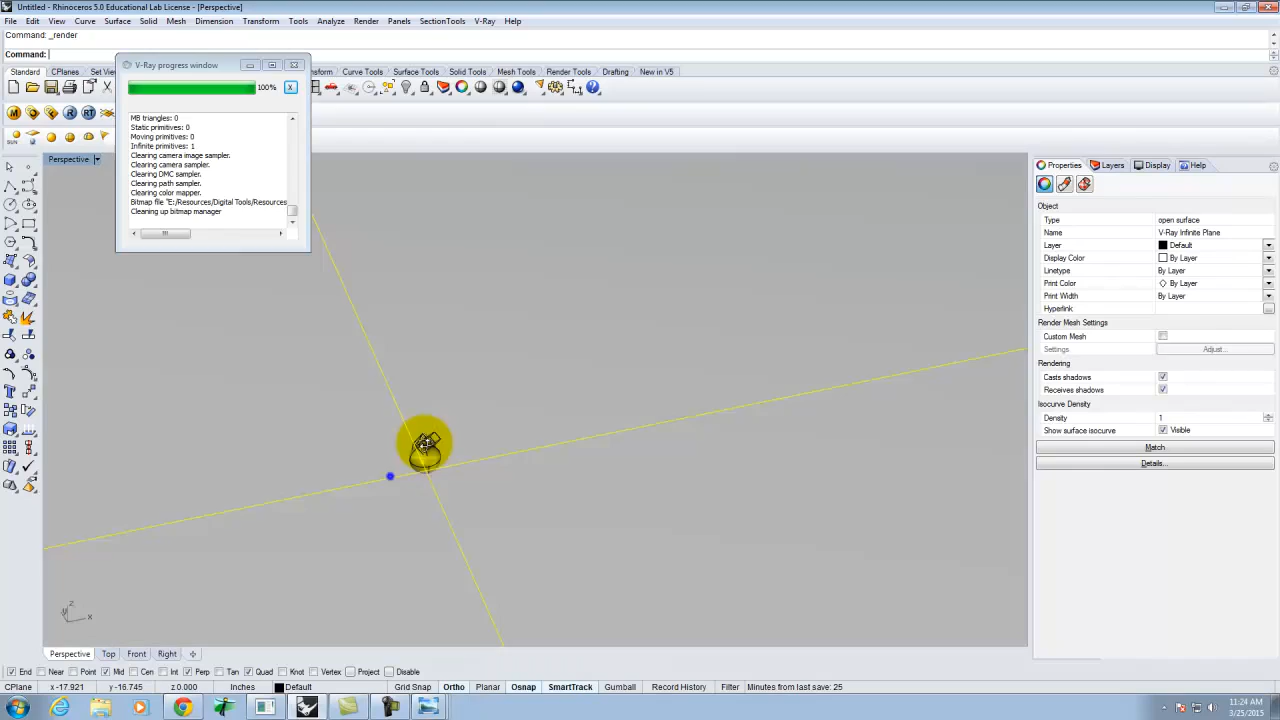 Untitled - Rhinoceros 5.0 Educational Lab License - [Perspective]
File Edit View Curve Surface Solid Mesh Dimension Transform Tools Analyze Render Panels SectionTools V-Ray Help
Command: _render
Command:
Standard CPlanes Set Vie
nsform Curve Tools Surface Tools Solid Tools Mesh Tools Render Tools Drafting New in V5
V-Ray progress window
100%
MB triangles: 0
Static primitives: 0
Moving primitives: 0
Infinite primitives: 1
Clearing camera image sampler.
Clearing camera sampler.
Clearing DMC sampler.
Clearing path sampler.
Clearing color mapper.
Bitmap file "E:/Resources/Digital Tools/Resources
Cleaning up bitmap manager
M R RT
SUN
Perspective
Properties Layers Display Help
Object
Type open surface
Name V-Ray Infinite Plane
Layer Default
Display Color By Layer
Linetype By Layer
Print Color By Layer
Print Width By Layer
Hyperlink ...
Render Mesh Settings
Custom Mesh
Settings Adjust...
Rendering
Casts shadows
Receives shadows
Isocurve Density
Density 1
Show surface isocurve Visible
Match
Details...
z
y
x
Perspective Top Front Right
End Near Point Mid Cen Int Perp Tan Quad Knot Vertex Project Disable
CPlane x -17.921 y -16.745 z 0.000 Inches Default Grid Snap Ortho Planar Osnap SmartTrack Gumball Record History Filter Minutes from last save: 25
11:24 AM
3/25/2015